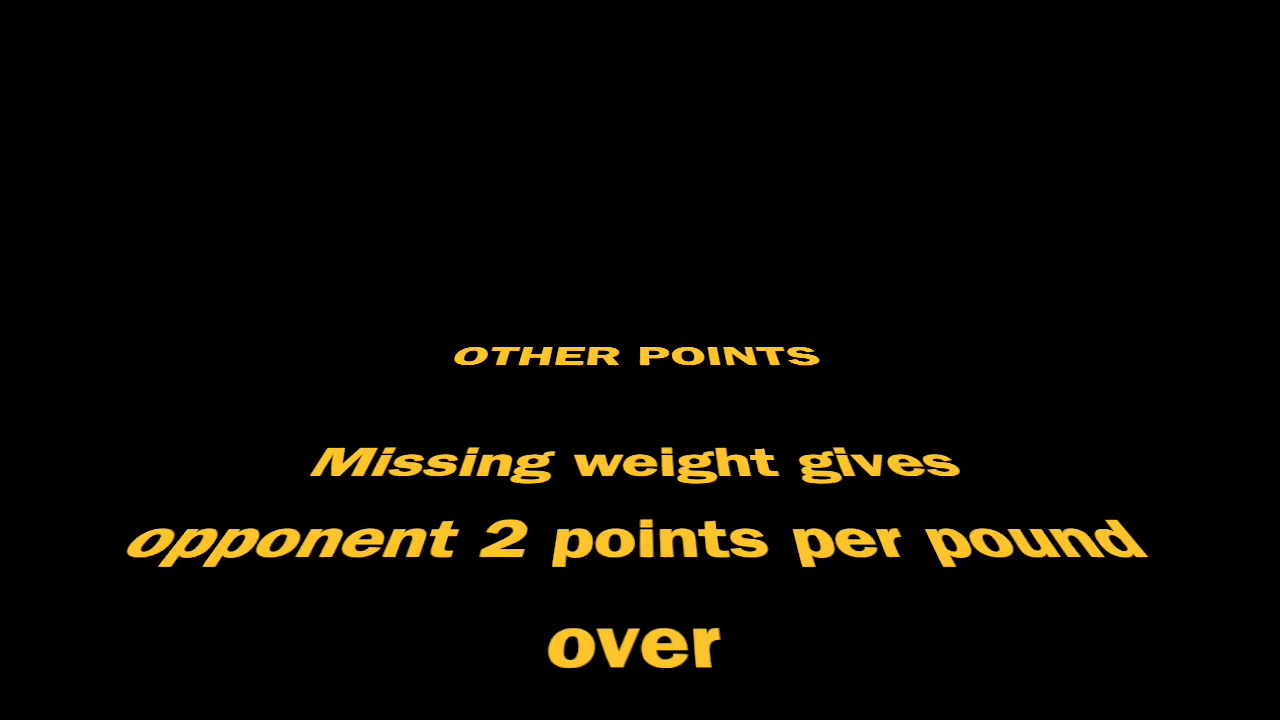 OTHER POINTS
Missing weight gives
opponent 2 points per pound
over